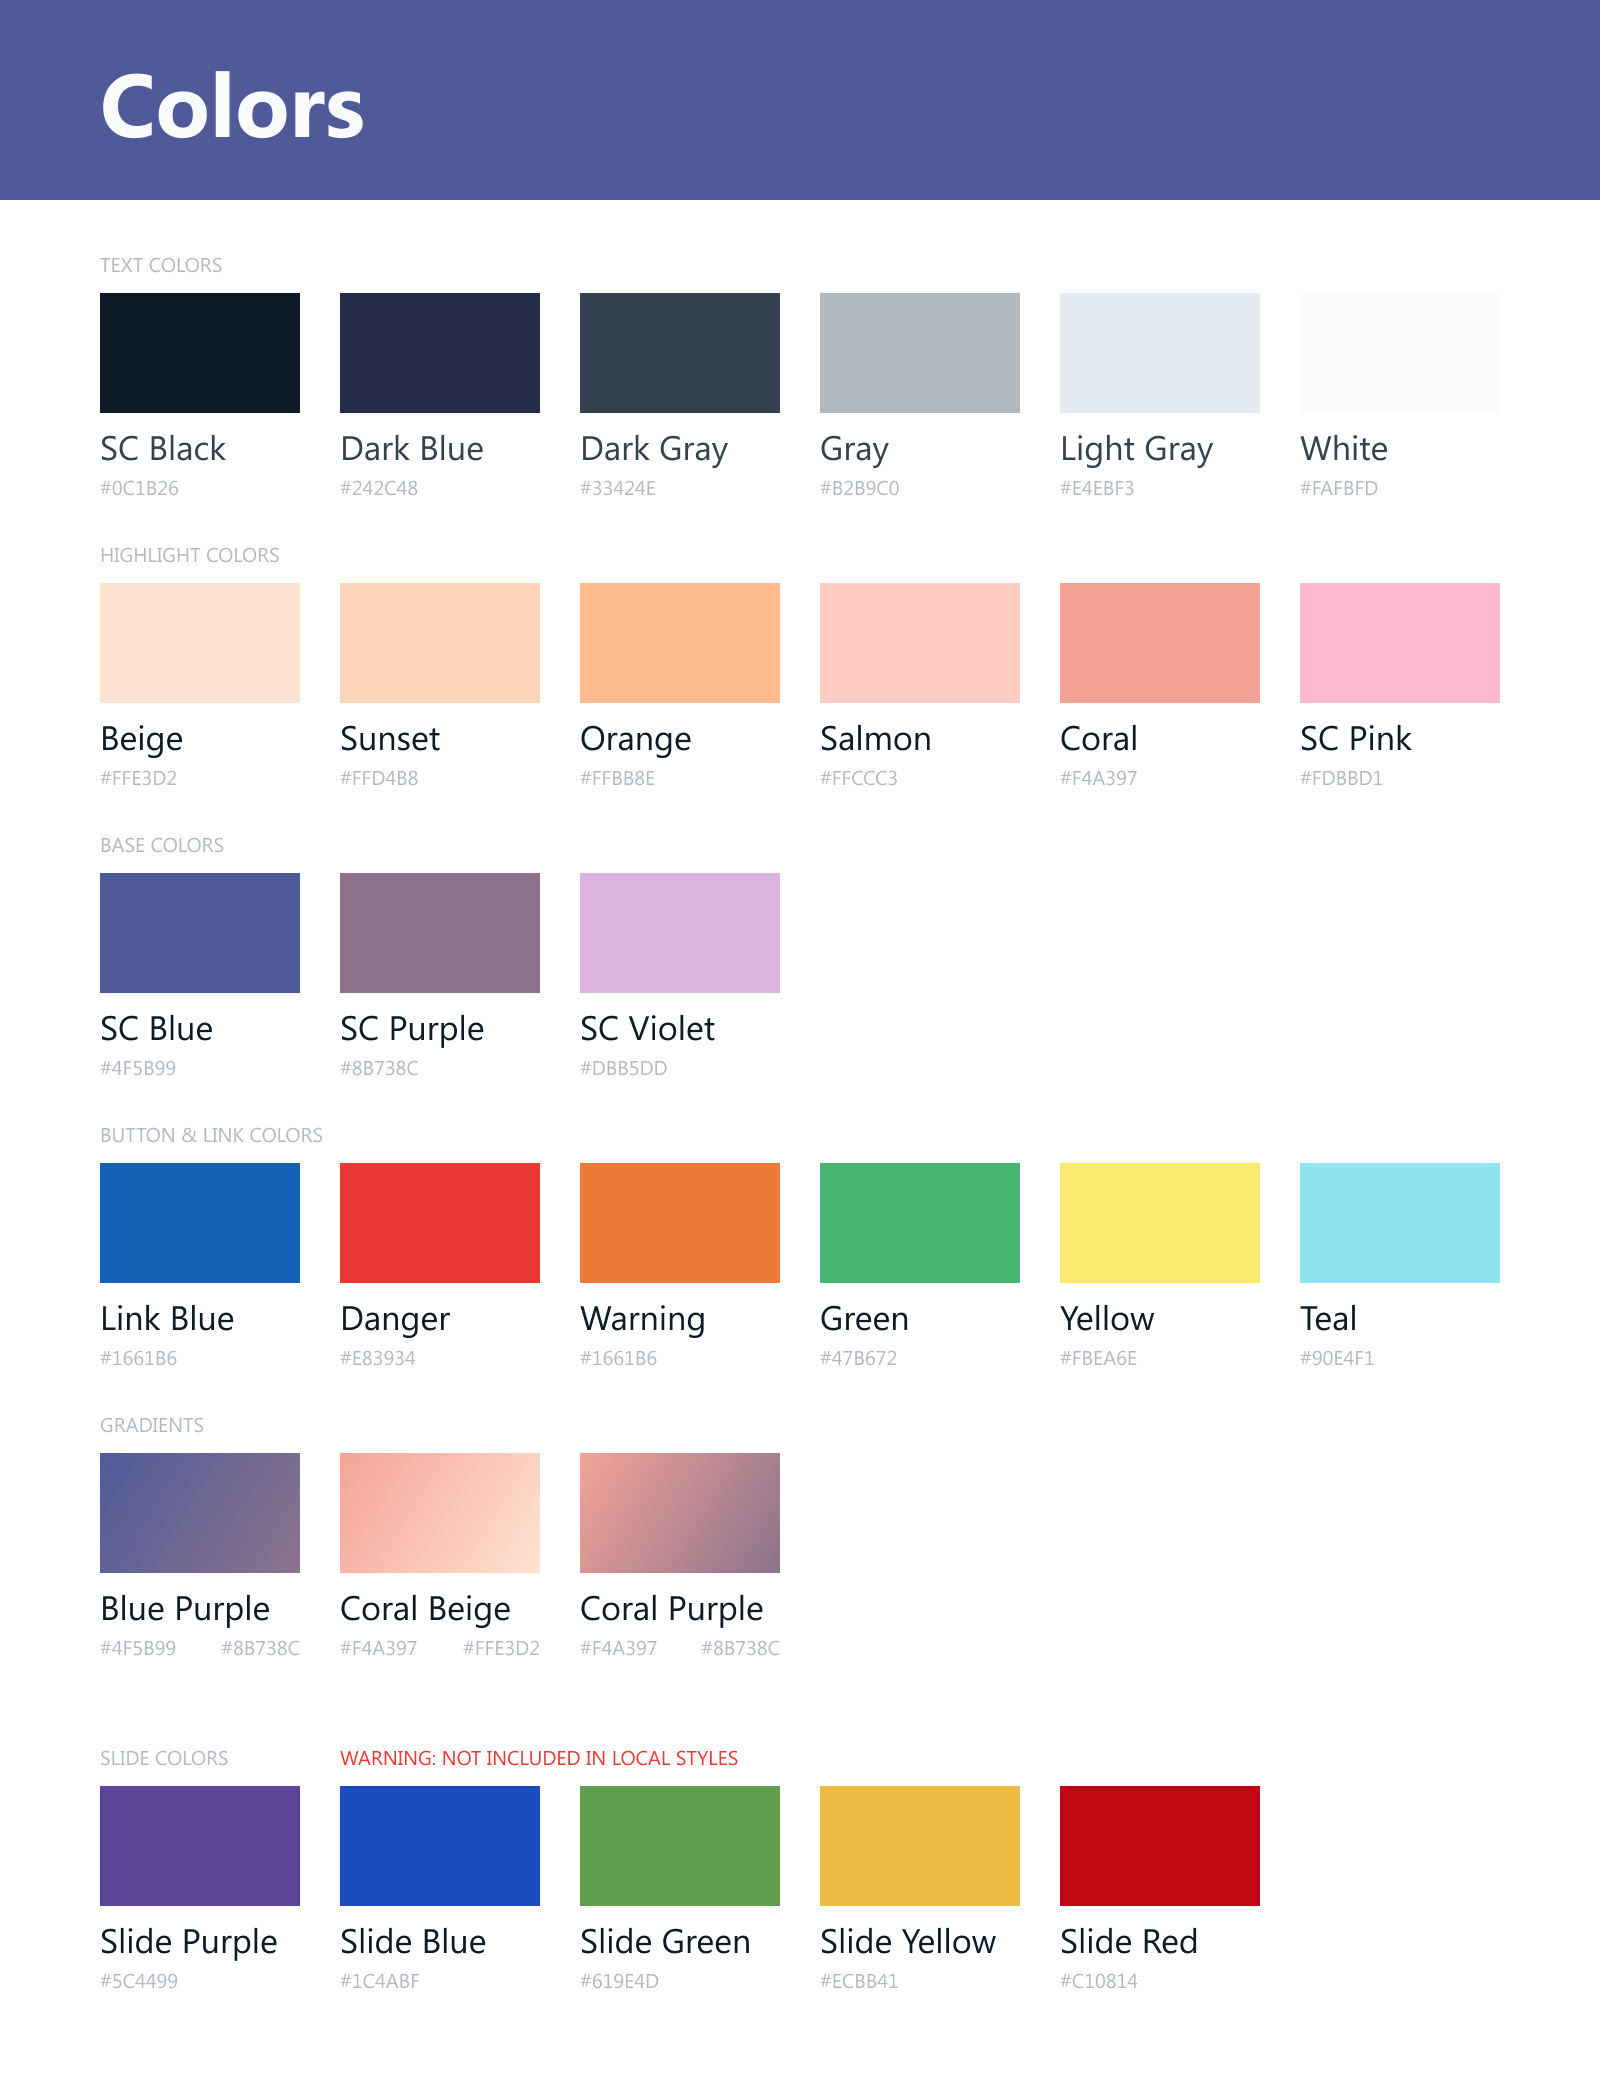 Colors
TEXT COLORS
SC Black Dark Blue Dark Gray Gray Light Gray White
#0C1B26 #242C48 #33424E #B2B9C0 #E4EBF3 #FAFBFD
HIGHLIGHT COLORS
Beige Sunset Orange Salmon Coral SC Pink
#FFE3D2 #FFD4B8 #FFBB8E #FFCCC3 #F4A397 #FDBBD1
BASE COLORS
SC Blue SC Purple SC Violet
#4F5B99 #8B738C #DBB5DD
BUTTON & LINK COLORS
Link Blue Danger Warning Green Yellow Teal
#1661B6 #E83934 #1661B6 #47B672 #FBEA6E #90E4F1
GRADIENTS
Blue Purple Coral Beige Coral Purple
#4F5B99 #8B738C #F4A397 #FFE3D2 #F4A397 #8B738C
SLIDE COLORS WARNING: NOT INCLUDED IN LOCAL STYLES
Slide Purple Slide Blue Slide Green Slide Yellow Slide Red
#5C4499 #1C4ABF #619E4D #ECBB41 #C10814